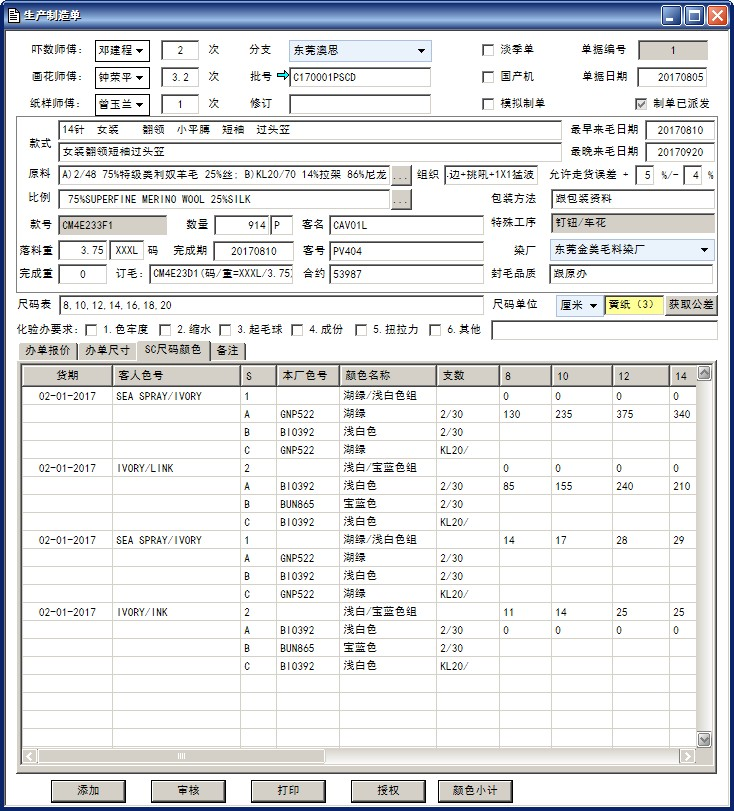 生产制造单
吓数师傅: 邓建程 2 次 分支 东莞澳思 淡季单 单据编号 1
画花师傅: 钟荣平 3.2 次 批号 C170001PSCD 国产机 单据日期 20170805
纸样师傅: 曾玉兰 1 次 修订 模拟制单 制单已派发
款式 14针 女装 翻领 小平膊 短袖 过头笠 最早来毛日期 20170810
女装翻领短袖过头笠 最晚来毛日期 20170920
原料 A)2/48 75%特级美利奴羊毛 25%丝: B)KL20/70 14%拉架 86%尼龙 ... 组织 边+挑吼+1X1猛波 允许走货误差 + 5 %/- 4 %
比例 75%SUPERFINE MERINO WOOL 25%SILK ... 包装方法 跟包装资料
款号 CM4E233F1 数量 914 P 客名 CAVO1L 特殊工序 钉钮/车花
落料重 3.75 XXXL 码 完成期 20170810 客号 PV404 染厂 东莞金美毛料染厂
完成重 0 订毛: CM4E23D1(码/重=XXXL/3.75) 合约 53987 封毛品质 跟原办
尺码表 8,10,12,14,16,18,20 尺码单位 厘米 黄纸（3） 获取公差
化验办要求: 1.色牢度 2.缩水 3.起毛球 4.成份 5.扭拉力 6.其他
办单报价 办单尺寸 SC尺码颜色 备注
货期 客人色号 S 本厂色号 颜色名称 支数 8 10 12 14
02-01-2017 SEA SPRAY/IVORY 1 湖绿/浅白色组 0 0 0 0
A GNP522 湖绿 2/30 130 235 375 340
B BI0392 浅白色 2/30
C GNP522 湖绿 KL20/
02-01-2017 IVORY/LINK 2 浅白/宝蓝色组 0 0 0 0
A BI0392 浅白色 2/30 85 155 240 210
B BUN865 宝蓝色 2/30
C BI0392 浅白色 KL20/
02-01-2017 SEA SPRAY/IVORY 1 湖绿/浅白色组 14 17 28 29
A GNP522 湖绿 2/30
B BI0392 浅白色 2/30
C GNP522 湖绿 KL20/
02-01-2017 IVORY/INK 2 浅白/宝蓝色组 11 14 25 25
A BI0392 浅白色 2/30 0 0 0 0
B BUN865 宝蓝色 2/30
C BI0392 浅白色 KL20/
添加 审核 打印 授权 颜色小计